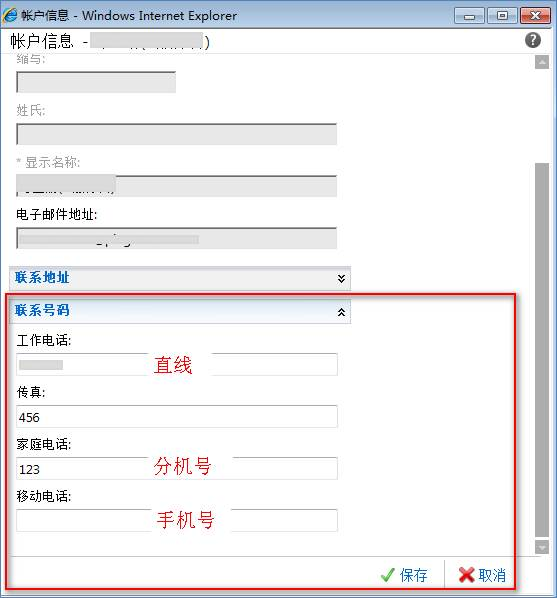 帐户信息 - Windows Internet Explorer
帐户信息 -
缩写:
姓氏:
* 显示名称:
电子邮件地址:
联系地址
联系号码
工作电话:
直线
传真:
456
家庭电话:
123 分机号
移动电话:
手机号
保存 取消